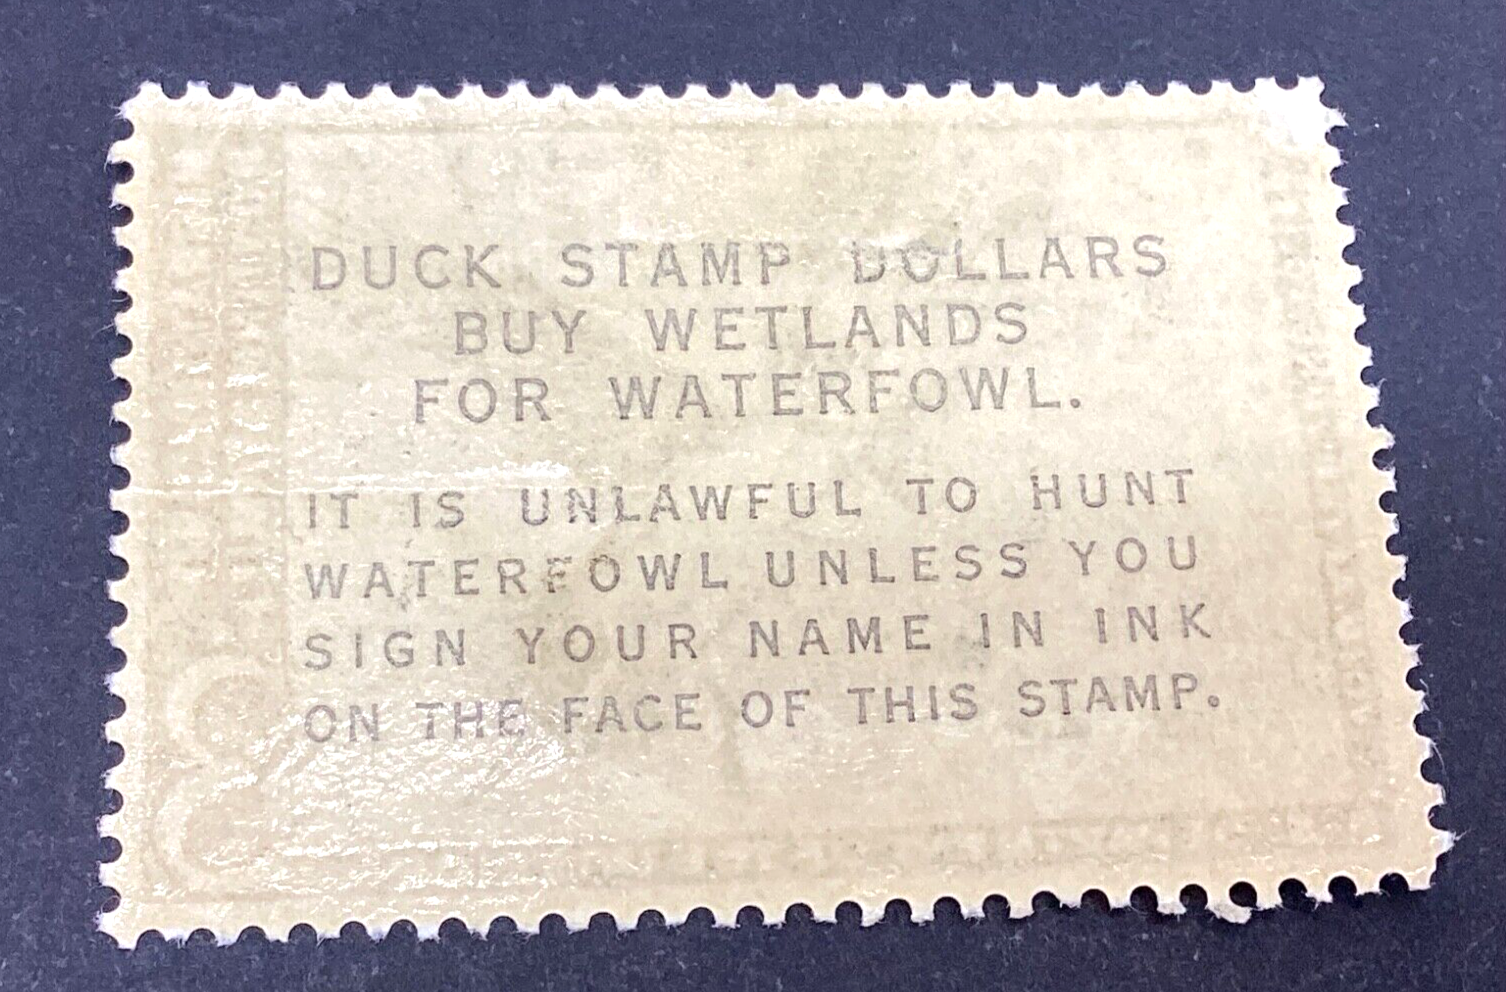 DUCK STAMP DOLLARS
BUY WETLANDS
FOR WATERFOWL.
IT IS UNLAWFUL TO HUNT
WATERFOWL UNLESS YOU
SIGN YOUR NAME IN INK
ON THE FACE OF THIS STAMP.